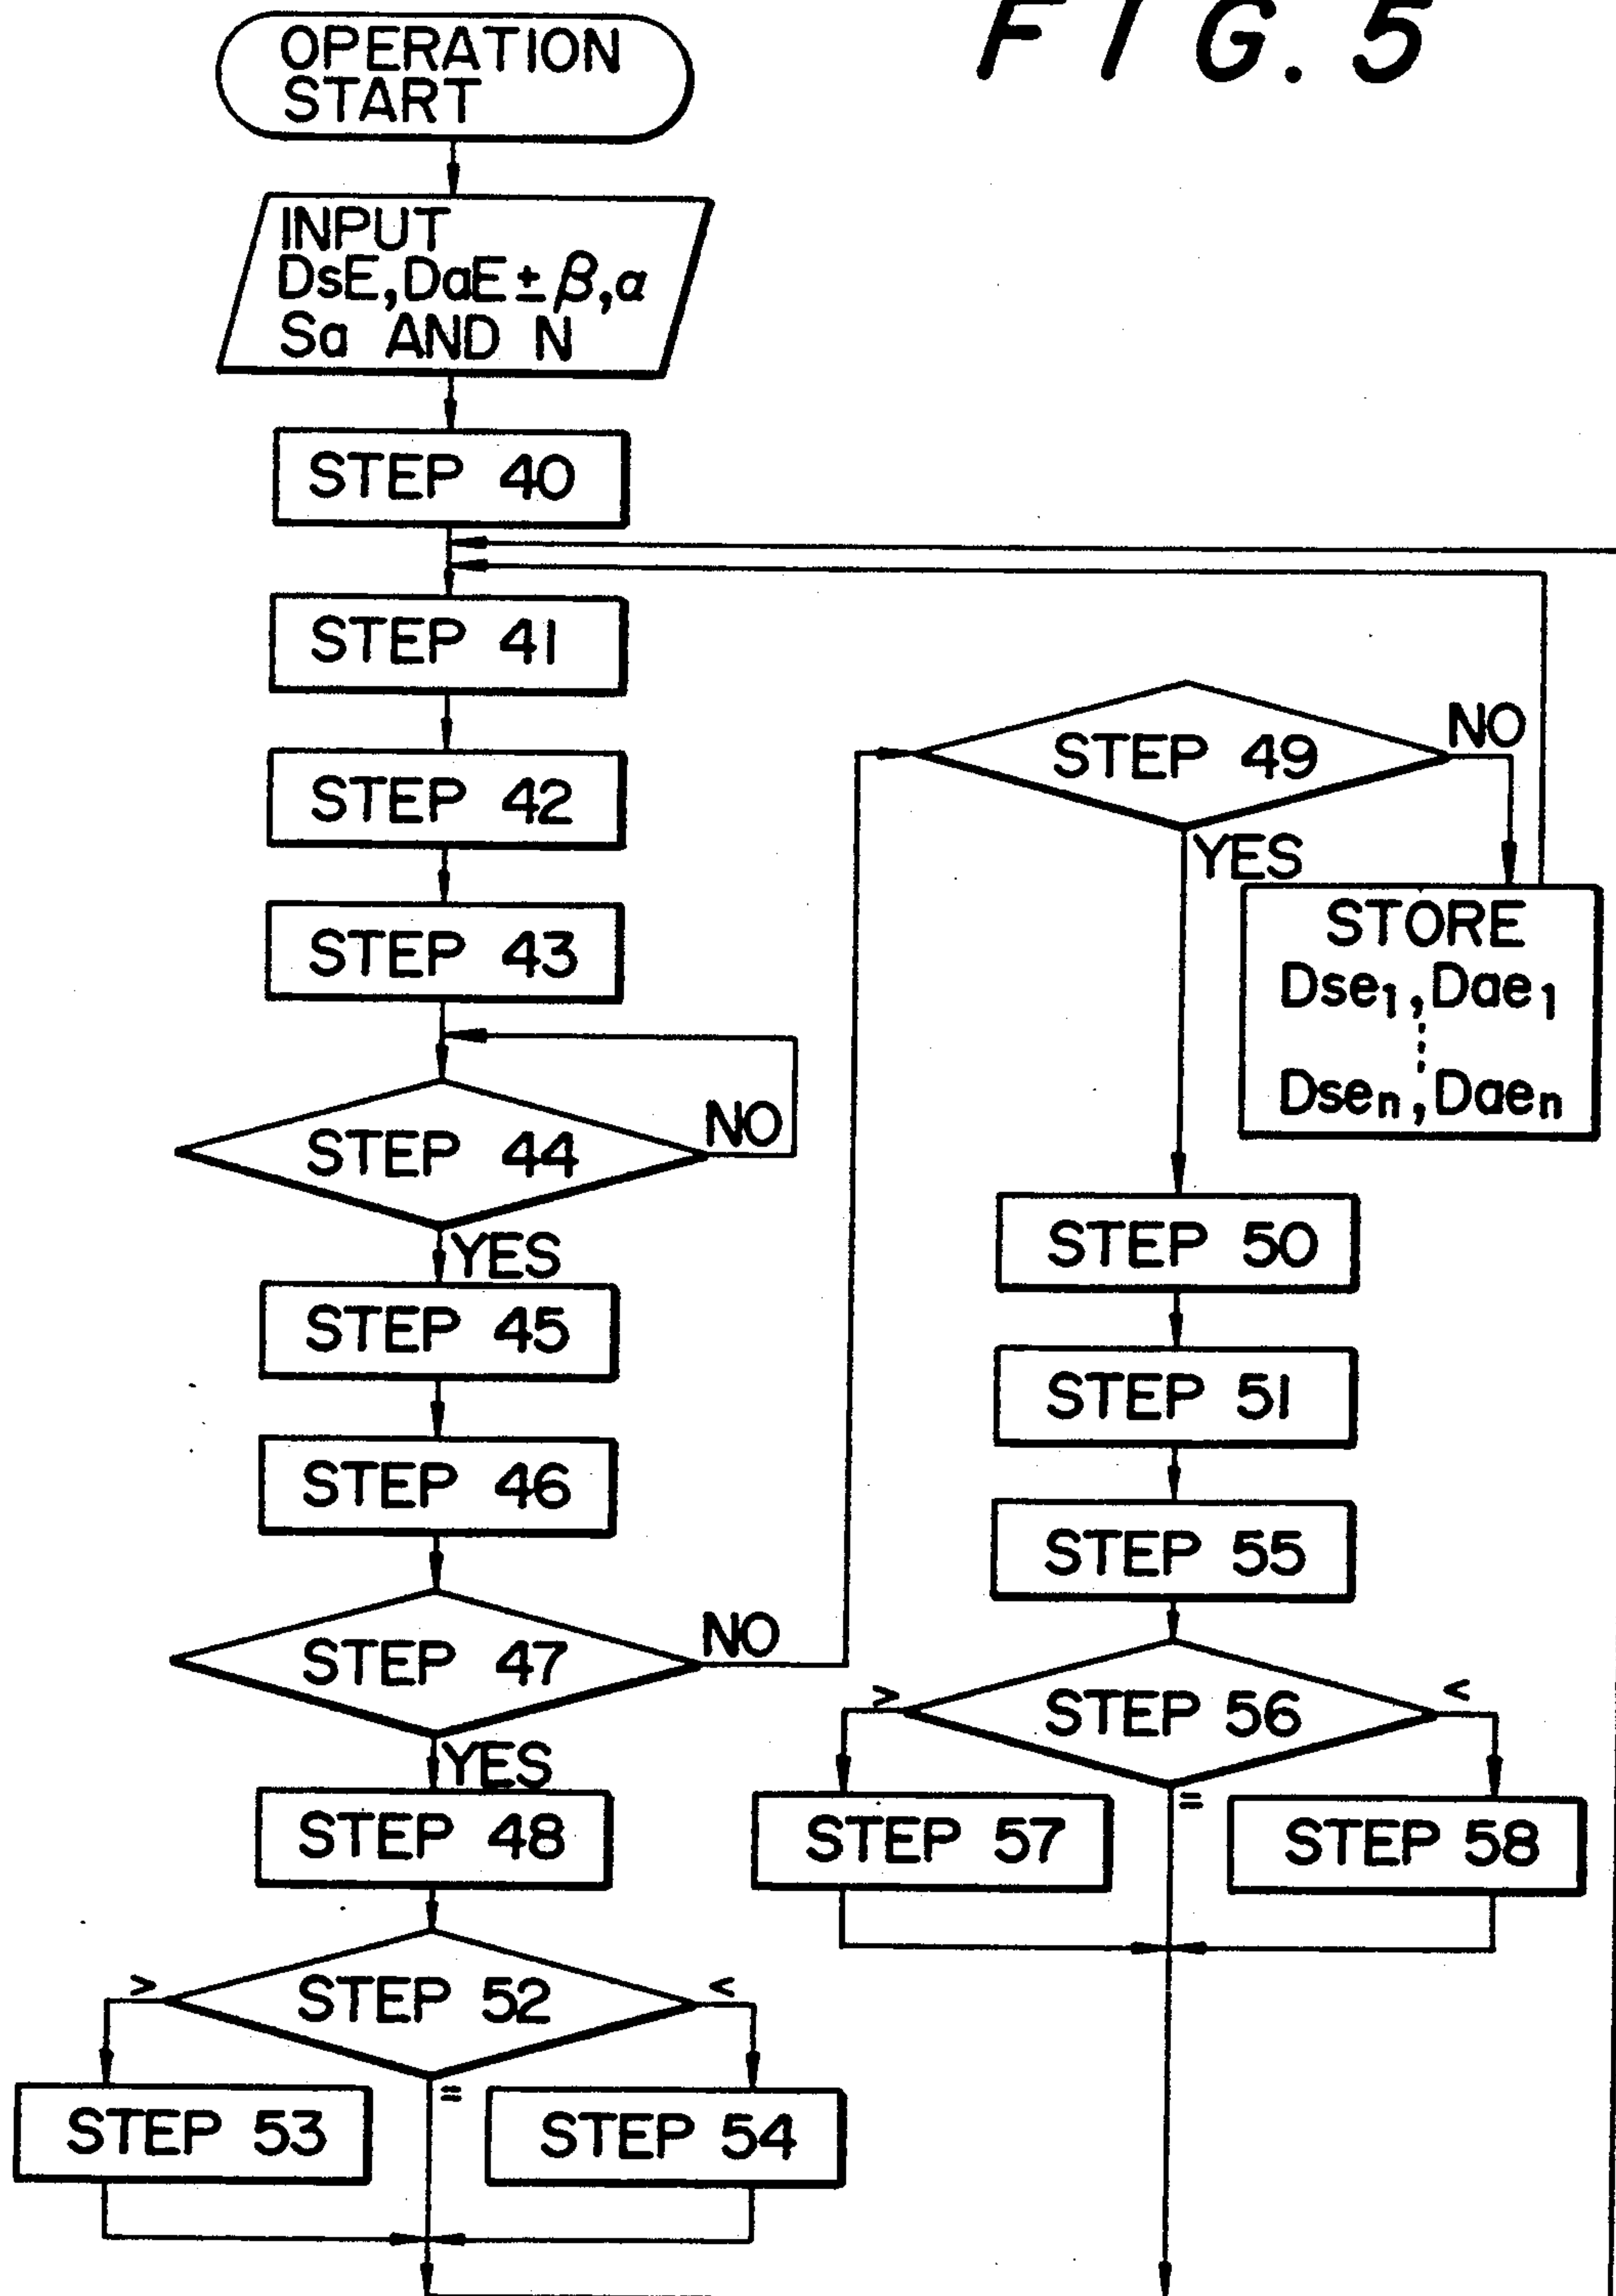 FIG. 5
OPERATION
START
INPUT
DsE, DaE ± β, α
Sa AND N
STEP 40
STEP 41
STEP 42
STEP 43
STEP 44
NO
YES
STEP 45
STEP 46
STEP 47
NO
YES
STEP 48
STEP 52
>
<
=
STEP 53
STEP 54
STEP 49
NO
YES
STORE
Dse₁, Dae₁
⋮
Dseₙ, Daeₙ
STEP 50
STEP 51
STEP 55
STEP 56
>
<
=
STEP 57
STEP 58